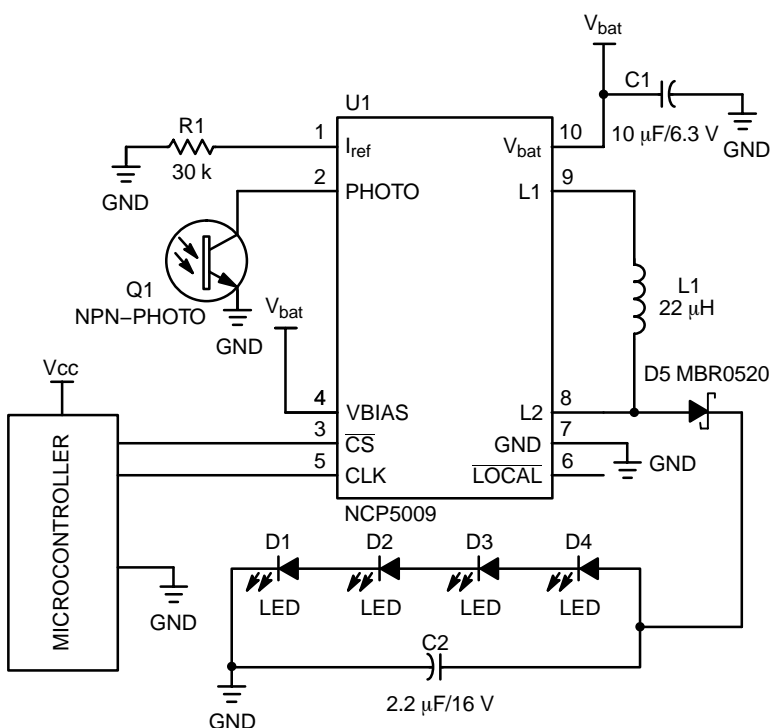 Vbat
C1
10 μF/6.3 V
GND
U1
R1
30 k
GND
1
Iref
2
PHOTO
Q1
NPN−PHOTO
GND
Vbat
4
VBIAS
3
CS
5
CLK
10
Vbat
9
L1
L1
22 μH
D5 MBR0520
8
L2
7
GND
GND
6
LOCAL
NCP5009
Vcc
MICROCONTROLLER
GND
D1
D2
D3
D4
LED
LED
LED
LED
C2
2.2 μF/16 V
GND